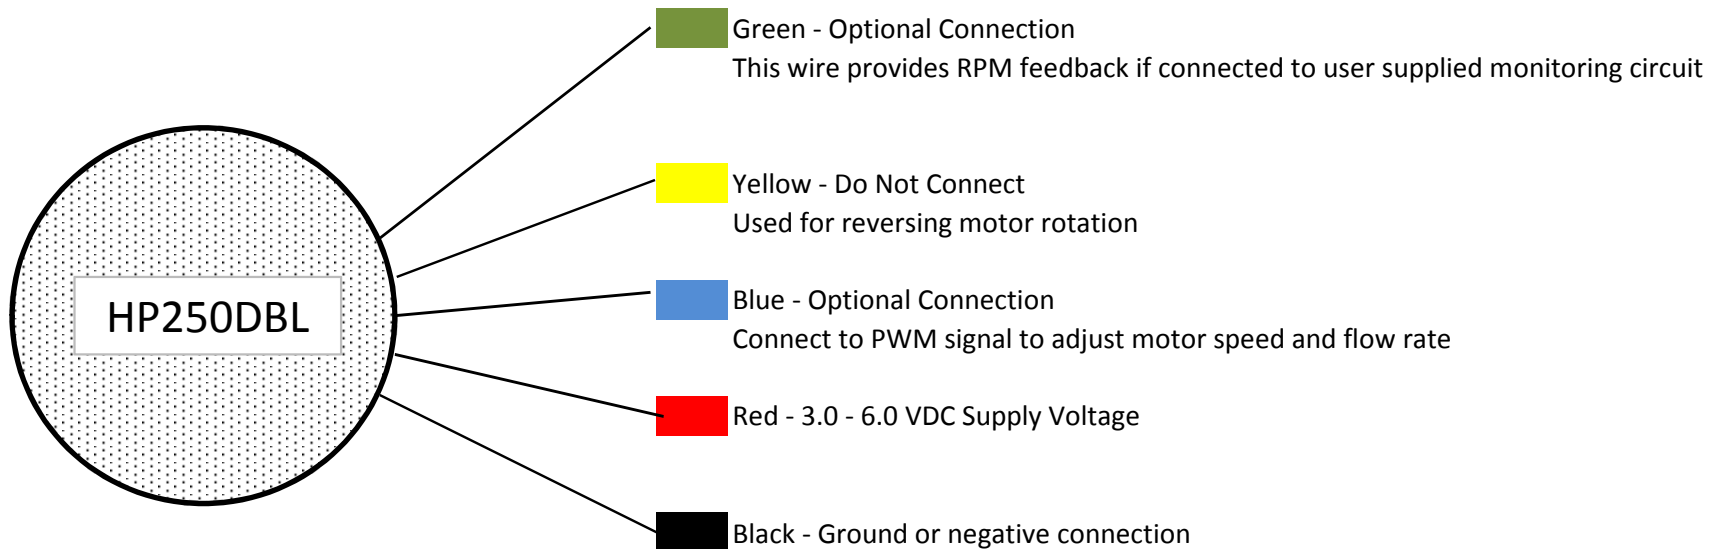 Green - Optional Connection
This wire provides RPM feedback if connected to user supplied monitoring circuit
Yellow - Do Not Connect
Used for reversing motor rotation
HP250DBL
Blue - Optional Connection
Connect to PWM signal to adjust motor speed and flow rate
Red - 3.0 - 6.0 VDC Supply Voltage
Black - Ground or negative connection